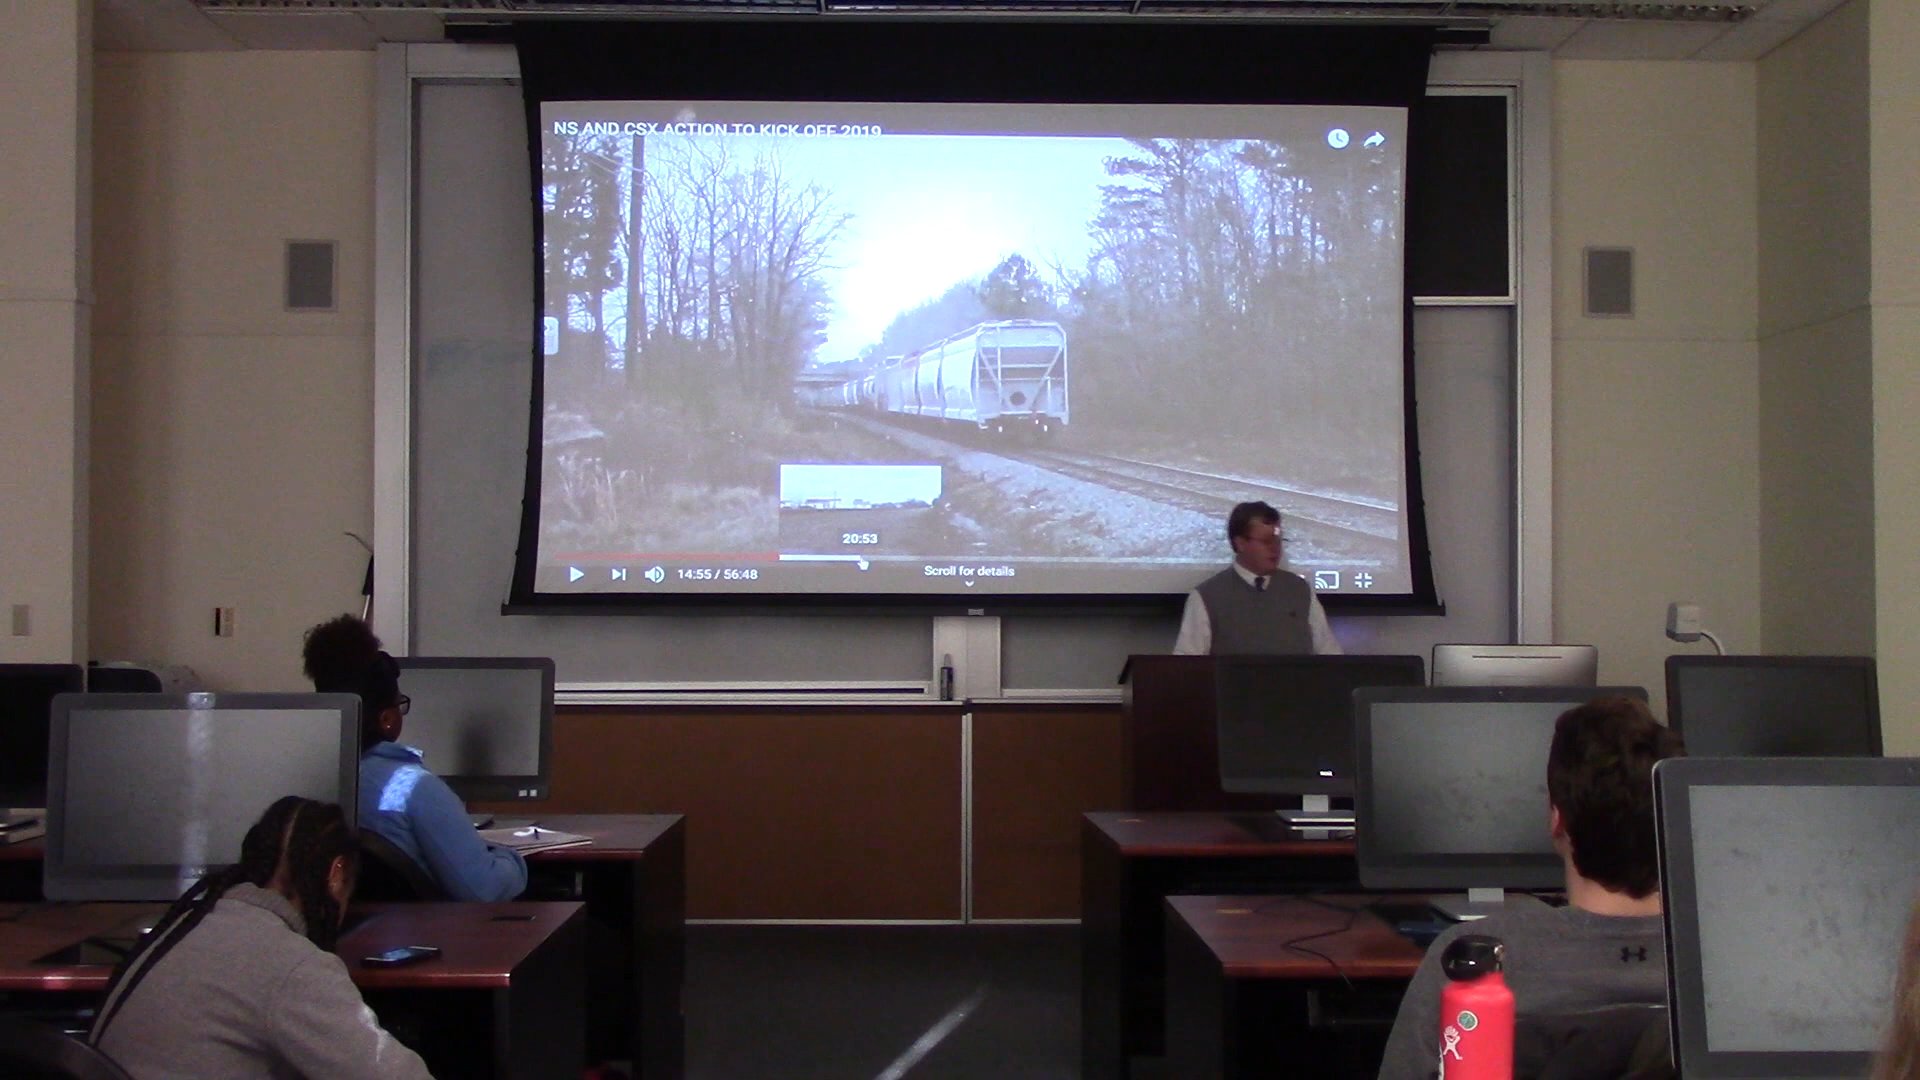 NS AND CSX ACTION TO KICK OFF 2019
20:53
14:55 / 56:48
Scroll for details